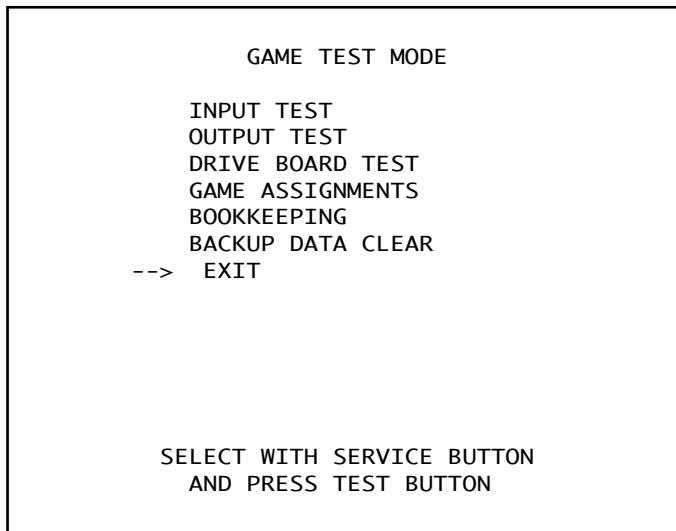 GAME TEST MODE
INPUT TEST
OUTPUT TEST
DRIVE BOARD TEST
GAME ASSIGNMENTS
BOOKKEEPING
BACKUP DATA CLEAR
--> EXIT
SELECT WITH SERVICE BUTTON
AND PRESS TEST BUTTON